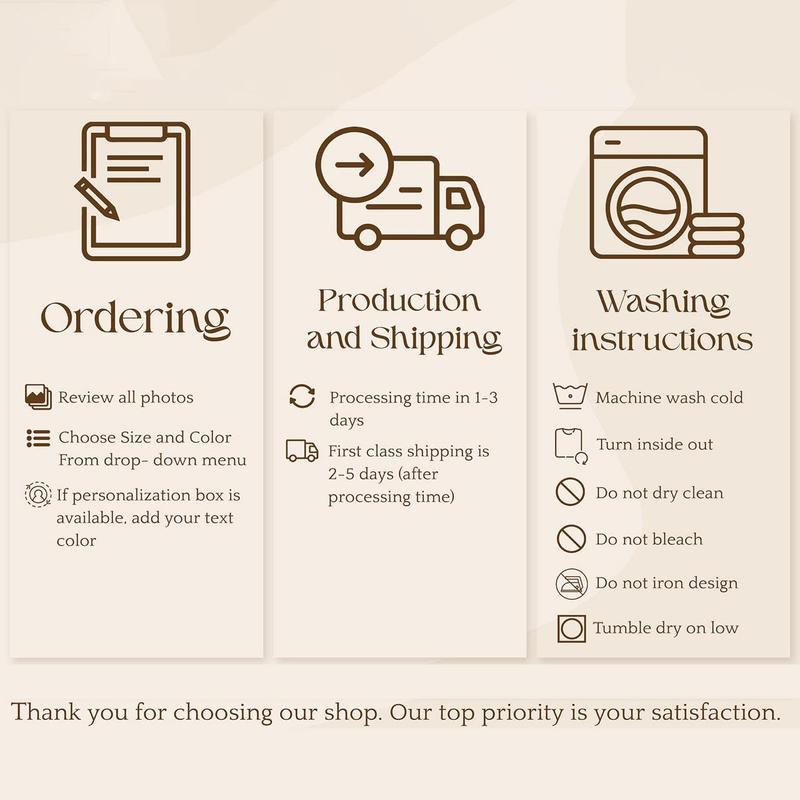 Ordering
Review all photos
Choose Size and Color
From drop- down menu
If personalization box is
available, add your text
color
Production
and Shipping
Processing time in 1-3
days
First class shipping is
2-5 days (after
processing time)
Washing
instructions
Machine wash cold
Turn inside out
Do not dry clean
Do not bleach
Do not iron design
Tumble dry on low
Thank you for choosing our shop. Our top priority is your satisfaction.